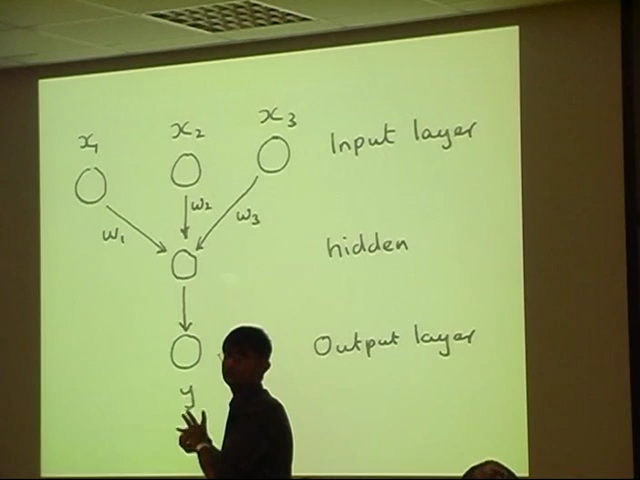 x1 x2 x3 Input layer
w1 w2 w3
hidden
Output layer
y